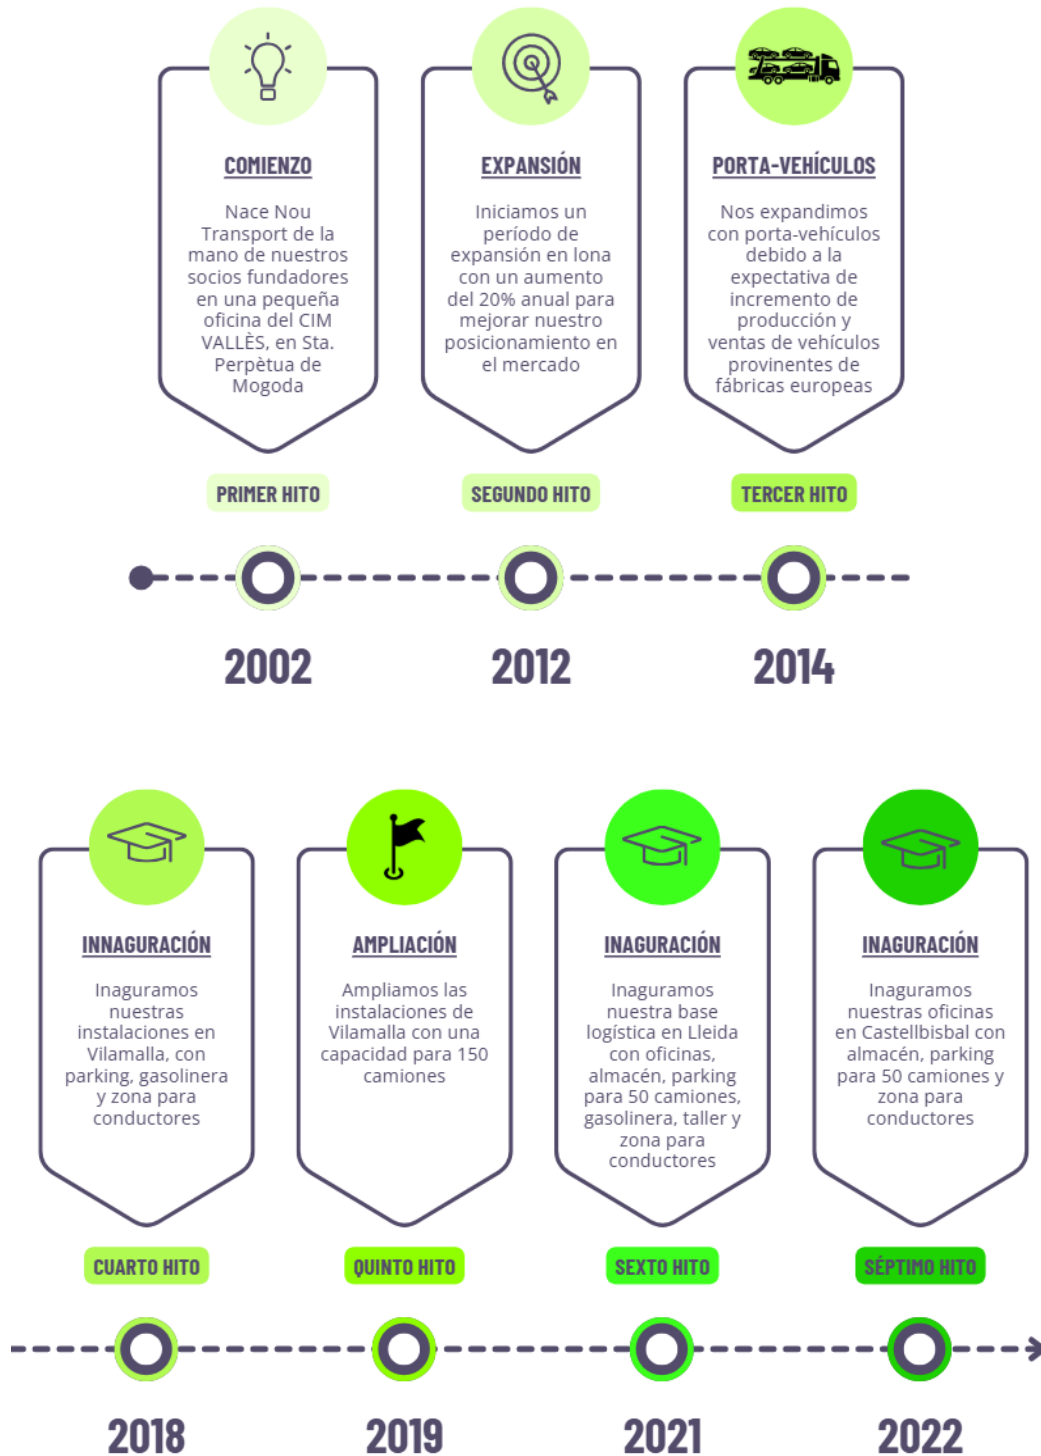 COMIENZO
Nace Nou
Transport de la
mano de nuestros
socios fundadores
en una pequeña
oficina del CIM
VALLÈS, en Sta.
Perpètua de
Mogoda
PRIMER HITO
2002
EXPANSIÓN
Iniciamos un
período de
expansión en lona
con un aumento
del 20% anual para
mejorar nuestro
posicionamiento en
el mercado
SEGUNDO HITO
2012
PORTA-VEHÍCULOS
Nos expandimos
con porta-vehículos
debido a la
expectativa de
incremento de
producción y
ventas de vehículos
provinentes de
fábricas europeas
TERCER HITO
2014
INNAGURACIÓN
Inaguramos
nuestras
instalaciones en
Vilamalla, con
parking, gasolinera
y zona para
conductores
CUARTO HITO
2018
AMPLIACIÓN
Ampliamos las
instalaciones de
Vilamalla con una
capacidad para 150
camiones
QUINTO HITO
2019
INAGURACIÓN
Inaguramos
nuestra base
logística en Lleida
con oficinas,
almacén, parking
para 50 camiones,
gasolinera, taller y
zona para
conductores
SEXTO HITO
2021
INAGURACIÓN
Inaguramos
nuestras oficinas
en Castellbisbal con
almacén, parking
para 50 camiones y
zona para
conductores
SÉPTIMO HITO
2022